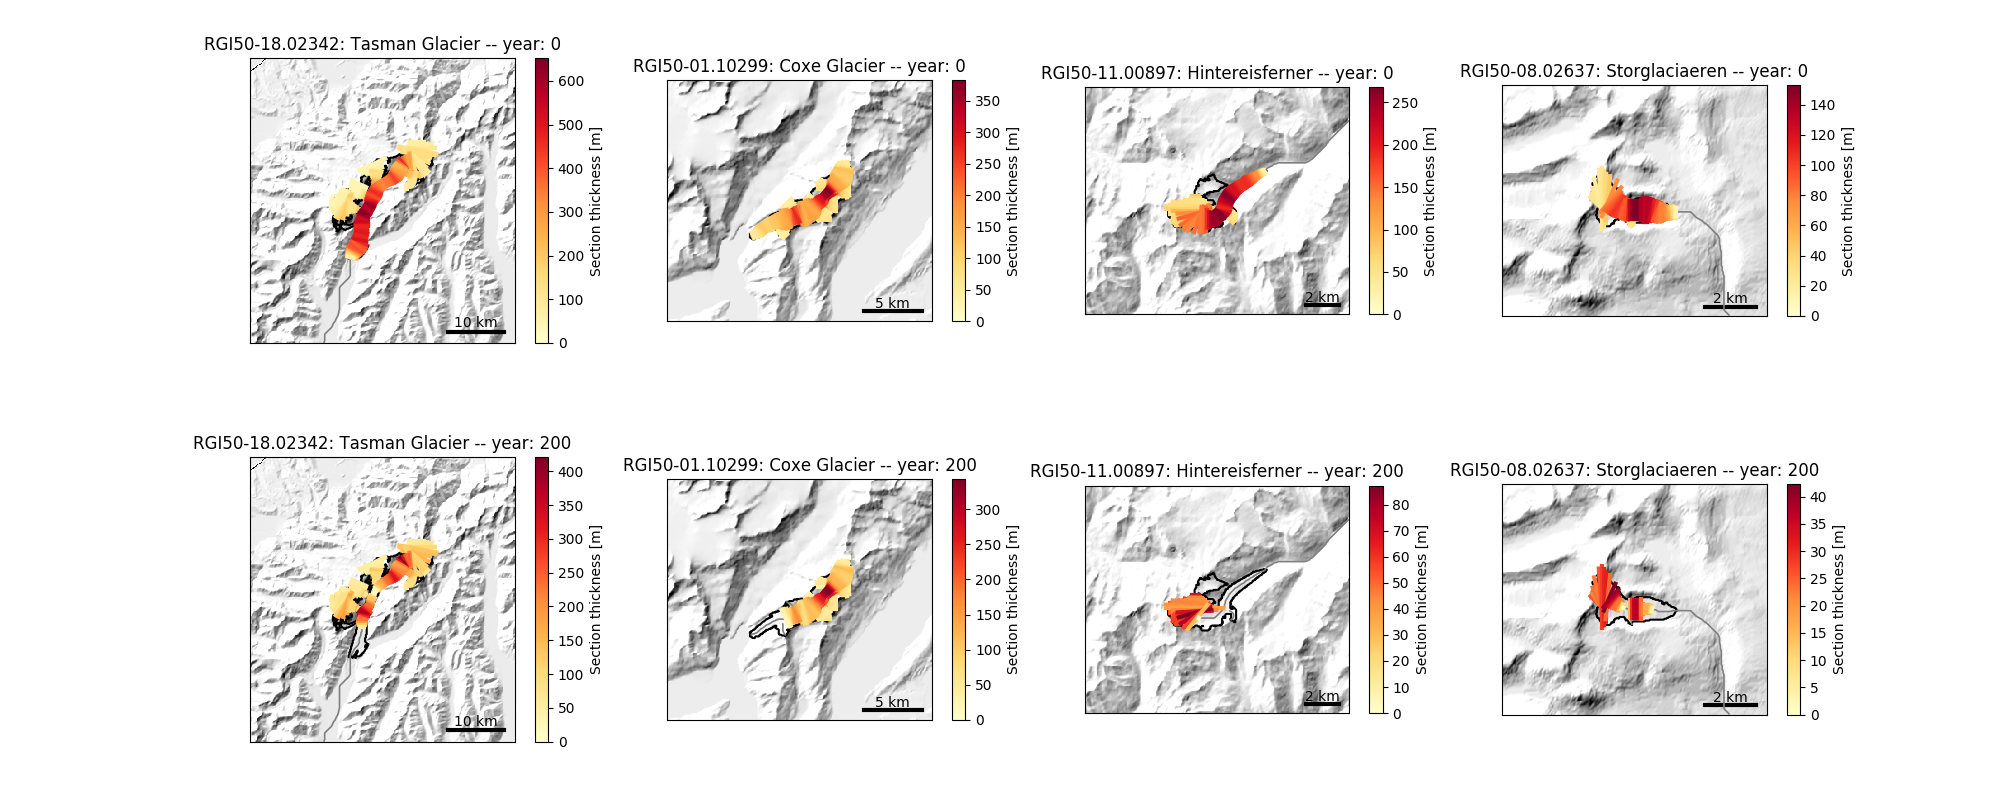 RGI50-18.02342: Tasman Glacier -- year: 0
600
500
400
300
200
100
0
Section thickness [m]
10 km
RGI50-01.10299: Coxe Glacier -- year: 0
350
300
250
200
150
100
50
0
Section thickness [m]
5 km
RGI50-11.00897: Hintereisferner -- year: 0
250
200
150
100
50
0
Section thickness [m]
2 km
RGI50-08.02637: Storglaciaeren -- year: 0
140
120
100
80
60
40
20
0
Section thickness [m]
2 km
RGI50-18.02342: Tasman Glacier -- year: 200
400
350
300
250
200
150
100
50
0
Section thickness [m]
10 km
RGI50-01.10299: Coxe Glacier -- year: 200
300
250
200
150
100
50
0
Section thickness [m]
5 km
RGI50-11.00897: Hintereisferner -- year: 200
80
70
60
50
40
30
20
10
0
Section thickness [m]
2 km
RGI50-08.02637: Storglaciaeren -- year: 200
40
35
30
25
20
15
10
5
0
Section thickness [m]
2 km